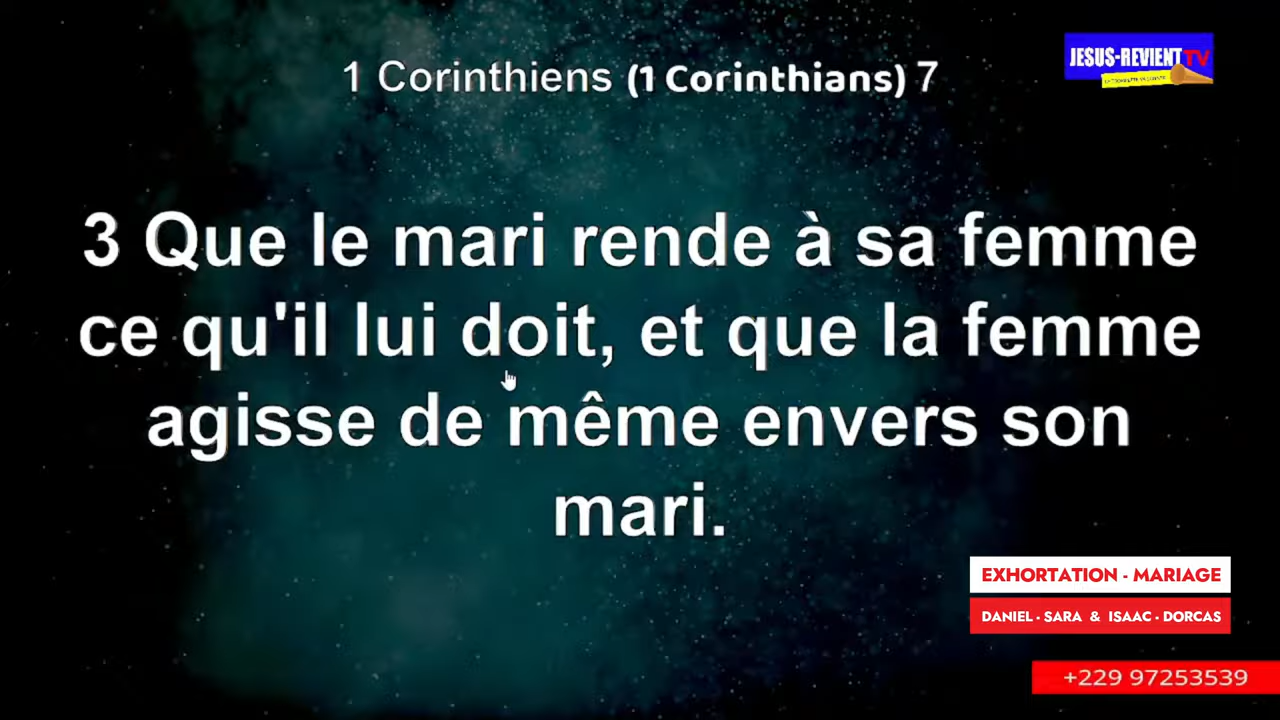 1 Corinthiens (1 Corinthians) 7
JESUS-REVIENT TV
3 Que le mari rende à sa femme
ce qu'il lui doit, et que la femme
agisse de même envers son
mari.
EXHORTATION - MARIAGE
DANIEL - SARA & ISAAC - DORCAS
+229 97253539